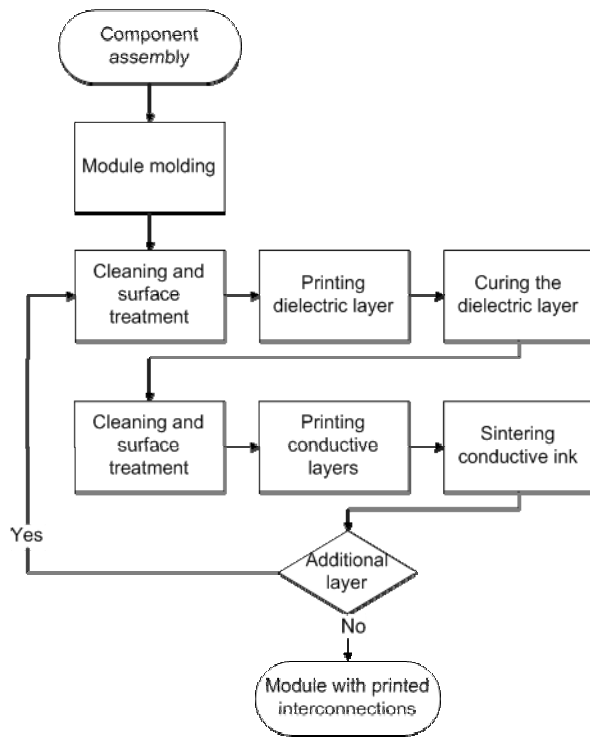 Component
assembly
Module molding
Cleaning and
surface
treatment
Printing
dielectric layer
Curing the
dielectric layer
Cleaning and
surface
treatment
Printing
conductive
layers
Sintering
conductive ink
Yes
Additional
layer
No
Module with printed
interconnections